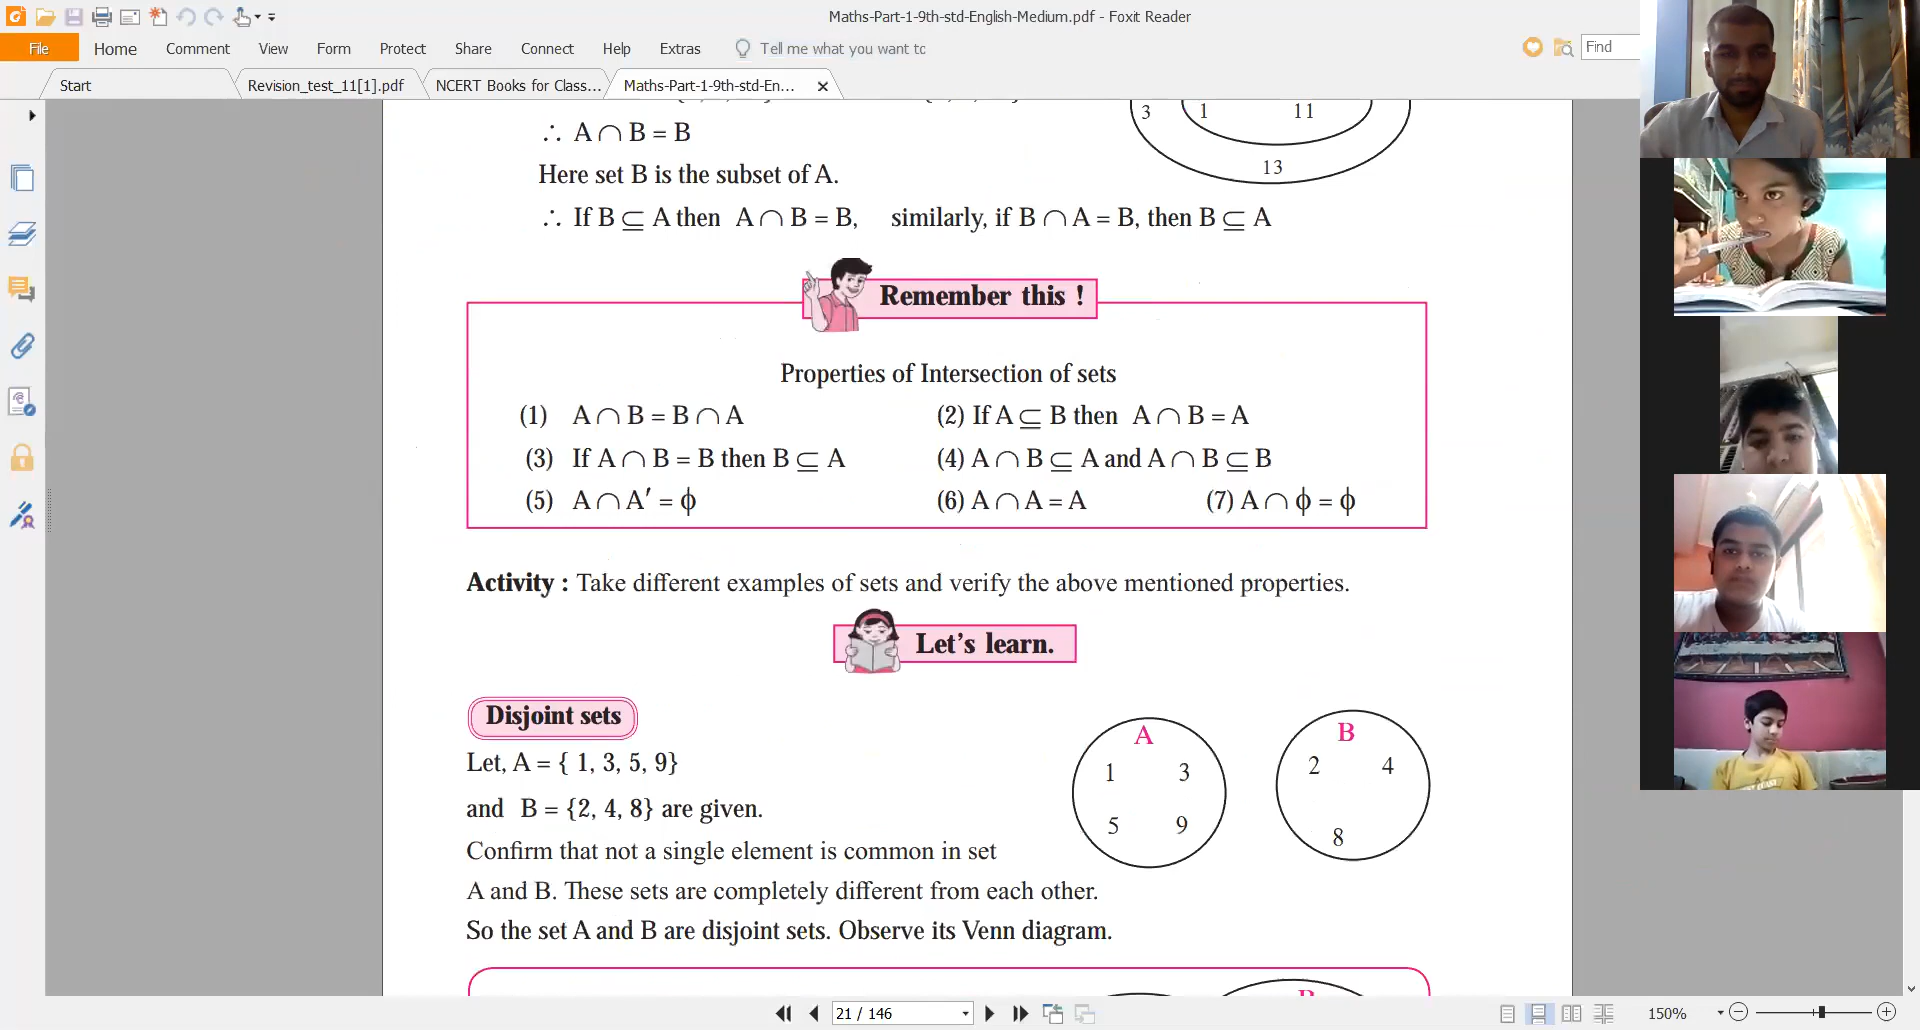 Maths-Part-1-9th-std-English-Medium.pdf - Foxit Reader
File Home Comment View Form Protect Share Connect Help Extras Tell me what you want to Find
Start Revision_test_11[1].pdf NCERT Books for Class... Maths-Part-1-9th-std-En...
3 1 11
∴ A ∩ B = B
13
Here set B is the subset of A.
∴ If B ⊆ A then A ∩ B = B, similarly, if B ∩ A = B, then B ⊆ A
Remember this !
Properties of Intersection of sets
(1) A ∩ B = B ∩ A (2) If A ⊆ B then A ∩ B = A
(3) If A ∩ B = B then B ⊆ A (4) A ∩ B ⊆ A and A ∩ B ⊆ B
(5) A ∩ A′ = ϕ (6) A ∩ A = A (7) A ∩ ϕ = ϕ
Activity : Take different examples of sets and verify the above mentioned properties.
Let's learn.
Disjoint sets
A B
Let, A = { 1, 3, 5, 9}
1 3 2 4
and B = {2, 4, 8} are given.
5 9 8
Confirm that not a single element is common in set
A and B. These sets are completely different from each other.
So the set A and B are disjoint sets. Observe its Venn diagram.
21 / 146 150%